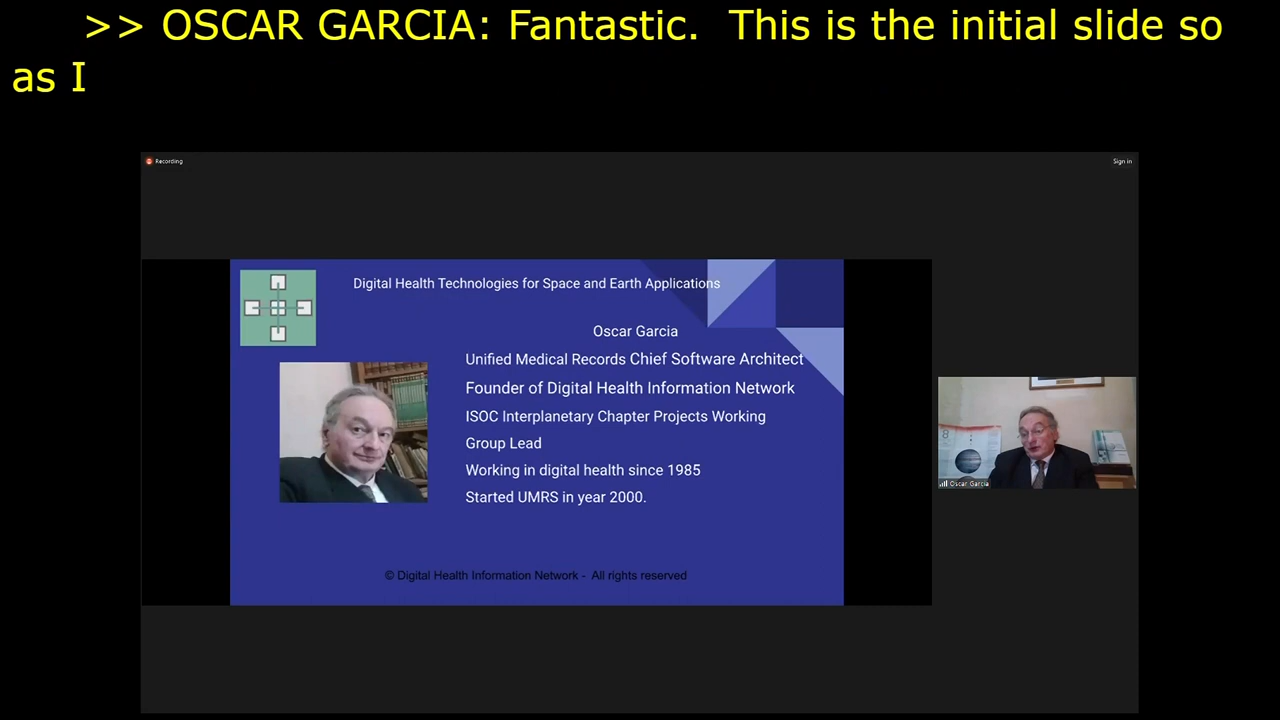 >> OSCAR GARCIA: Fantastic.  This is the initial slide so
as I
Recording
Sign in
Digital Health Technologies for Space and Earth Applications
Oscar Garcia
Unified Medical Records Chief Software Architect
Founder of Digital Health Information Network
ISOC Interplanetary Chapter Projects Working
Group Lead
Working in digital health since 1985
Started UMRS in year 2000.
© Digital Health Information Network -  All rights reserved
8
Oscar Garcia